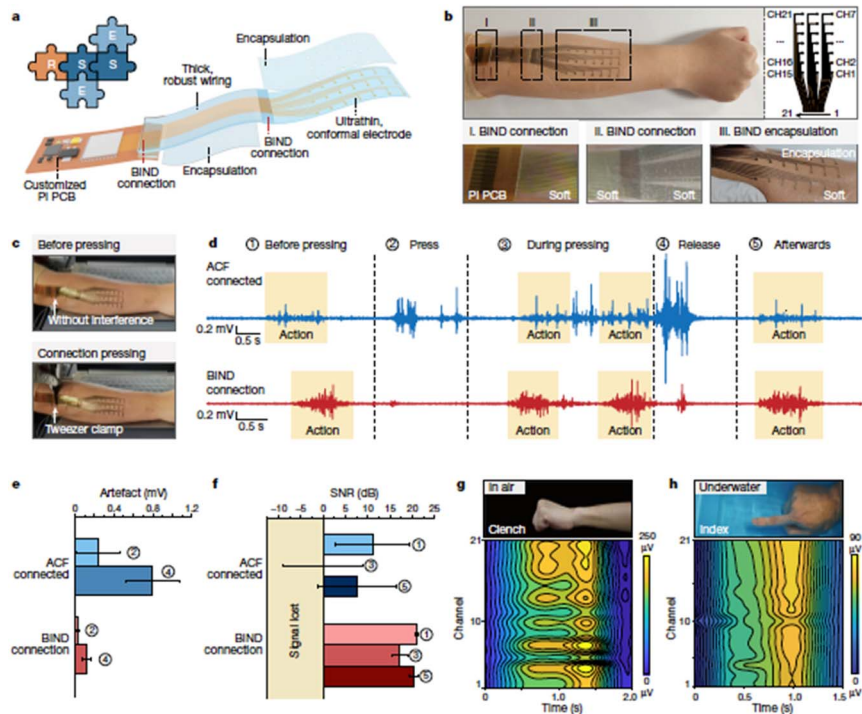 a
E
R S S
E
Thick,
robust wiring
Encapsulation
Ultrathin,
conformal electrode
BIND
connection
Encapsulation
BIND
connection
Customized
PI PCB
b
I II III
CH21 CH7
... ...
CH16 CH2
CH15 CH1
21 1
I. BIND connection
PI PCB Soft
II. BIND connection
Soft Soft
III. BIND encapsulation
Encapsulation
Soft
c
Before pressing
Without interference
Connection pressing
Tweezer clamp
d
① Before pressing ② Press ③ During pressing ④ Release ⑤ Afterwards
ACF
connected
0.2 mV
0.5 s
Action Action Action Action
BIND
connection
0.2 mV
0.5 s
Action Action Action Action
e
Artefact (mV)
0 0.4 0.8 1.2
ACF
connected
②
④
BIND
connection
②
④
f
SNR (dB)
−10 −5 0 5 10 15 20 25
Signal lost
ACF
connected
①
③
⑤
BIND
connection
①
③
⑤
g
In air
Clench
21
10
1
Channel
0 0.5 1.0 1.5 2.0
Time (s)
250
µV
0
µV
h
Underwater
Index
21
10
1
Channel
0 0.5 1.0 1.5
Time (s)
90
µV
0
µV